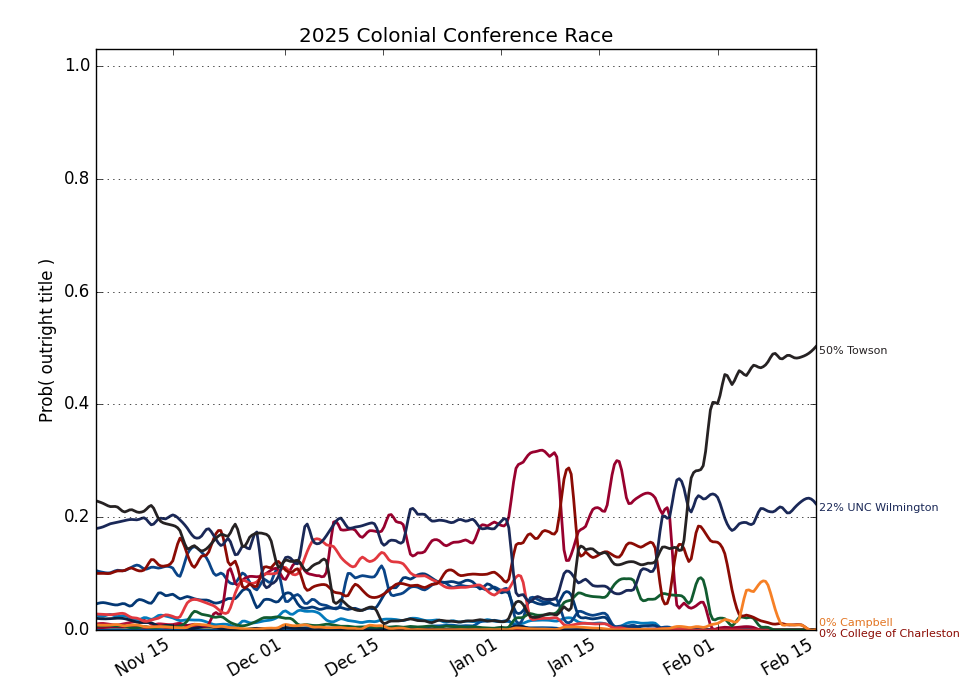 2025 Colonial Conference Race
Prob( outright title )
1.0
0.8
0.6
0.4
0.2
0.0
Nov 15
Dec 01
Dec 15
Jan 01
Jan 15
Feb 01
Feb 15
50% Towson
22% UNC Wilmington
0% Campbell
0% College of Charleston